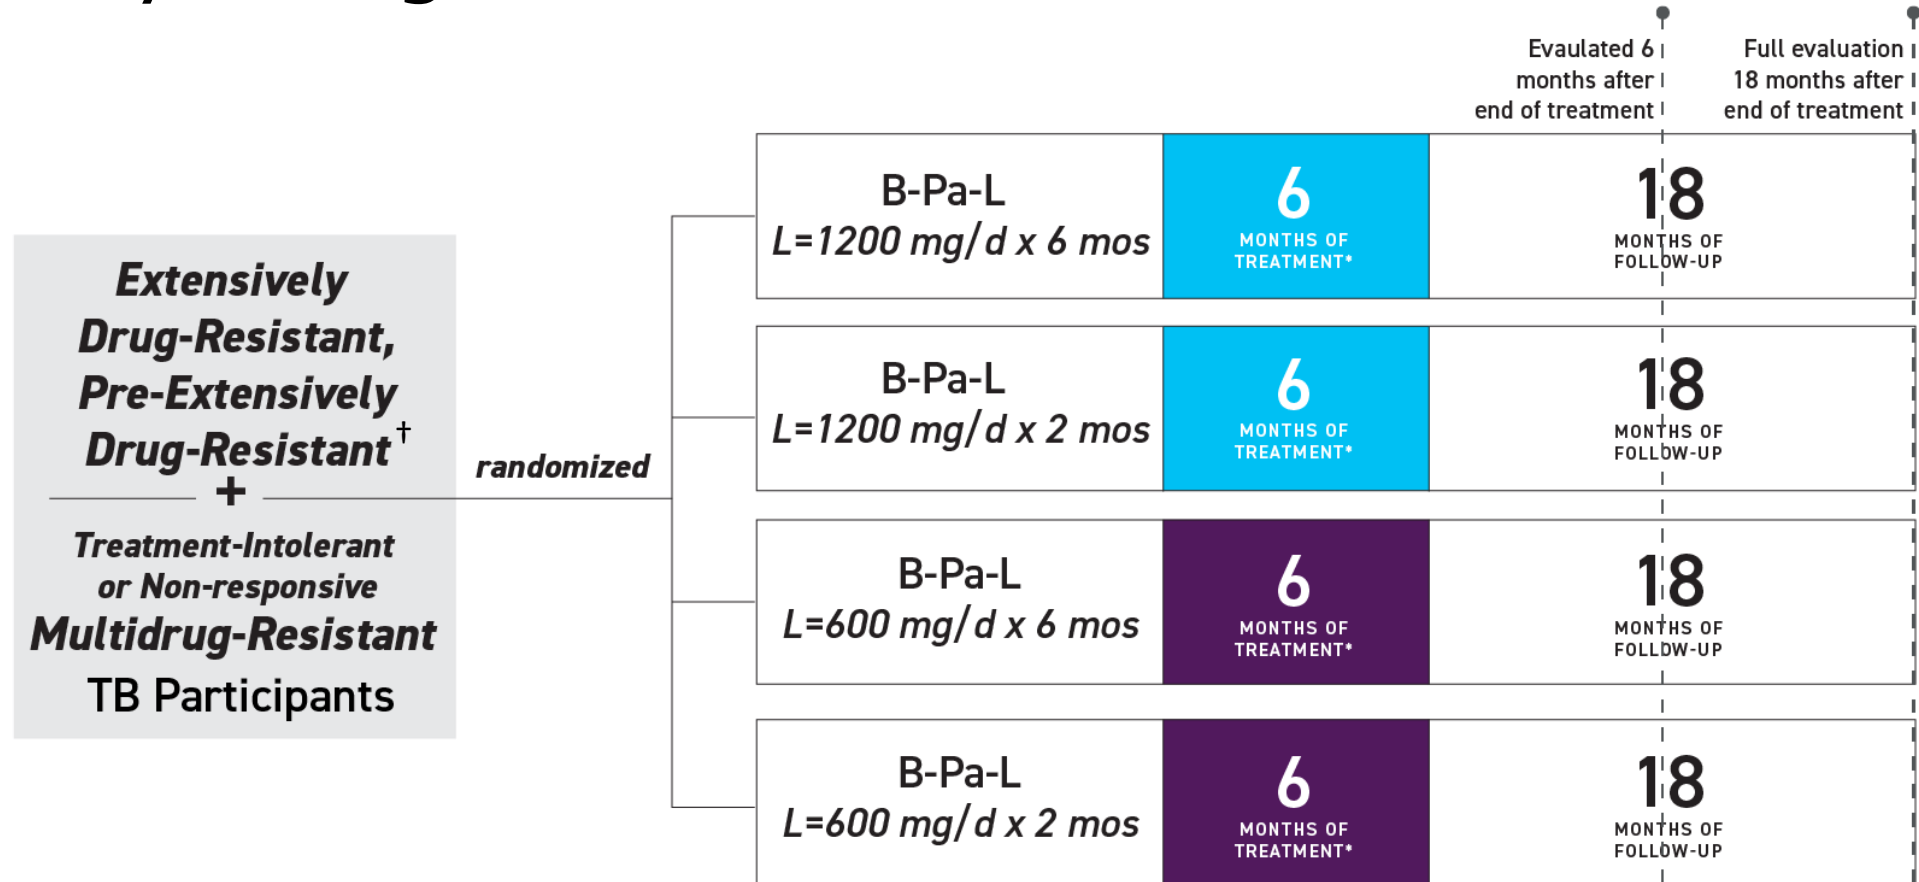 Evaulated 6
months after
end of treatment
Full evaluation
18 months after
end of treatment
Extensively
Drug-Resistant,
Pre-Extensively
Drug-Resistant†
+
Treatment-Intolerant
or Non-responsive
Multidrug-Resistant
TB Participants
randomized
B-Pa-L
L=1200 mg/d x 6 mos
6
MONTHS OF
TREATMENT*
18
MONTHS OF
FOLLOW-UP
B-Pa-L
L=1200 mg/d x 2 mos
6
MONTHS OF
TREATMENT*
18
MONTHS OF
FOLLOW-UP
B-Pa-L
L=600 mg/d x 6 mos
6
MONTHS OF
TREATMENT*
18
MONTHS OF
FOLLOW-UP
B-Pa-L
L=600 mg/d x 2 mos
6
MONTHS OF
TREATMENT*
18
MONTHS OF
FOLLOW-UP